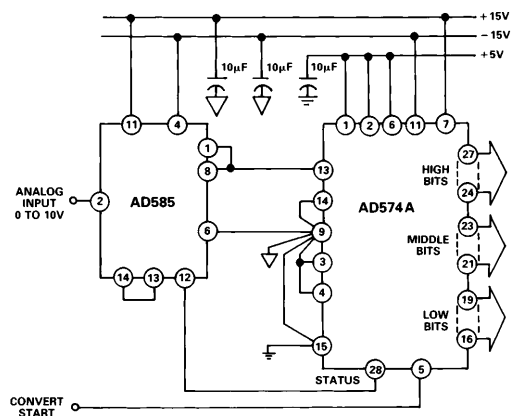 +15V
−15V
+5V
10µF 10µF 10µF
11 4 1 2 6 11 7
1
8 13
27
HIGH
BITS
24
ANALOG
INPUT
0 TO 10V
2 AD585
14 AD574A
6 9
23
MIDDLE
BITS
21
3
4
14 13 12
19
LOW
BITS
16
15
STATUS 28 5
CONVERT
START